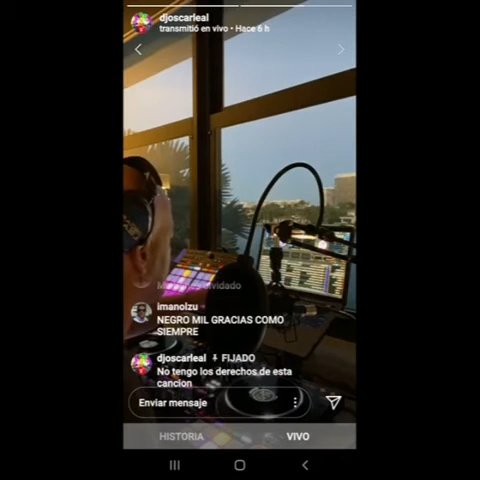 djoscarleal
transmitió en vivo • Hace 6 h
imanolzu
NEGRO MIL GRACIAS COMO
SIEMPRE
djoscarleal FIJADO
No tengo los derechos de esta
cancion
Enviar mensaje
HISTORIA VIVO